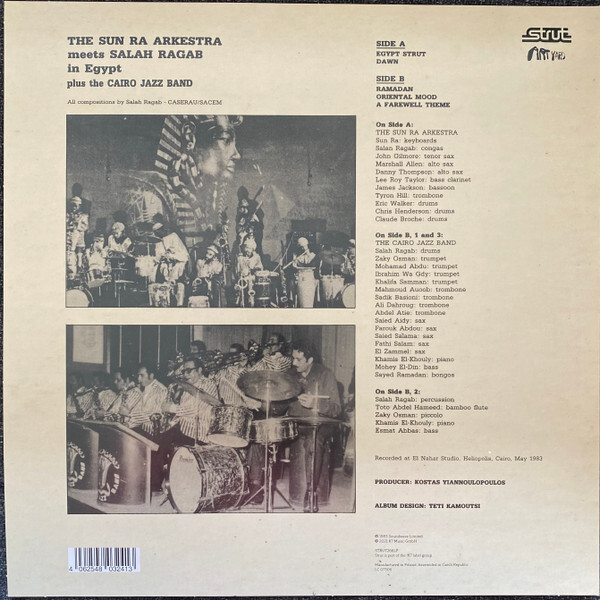 THE SUN RA ARKESTRA
meets SALAH RAGAB
in Egypt
plus the CAIRO JAZZ BAND
All compositions by Salah Ragab - CASERAU/SACEM
SIDE A
EGYPT STRUT
DAWN
SIDE B
RAMADAN
ORIENTAL MOOD
A FAREWELL THEME
Strut
ART YARD
On Side A:
THE SUN RA ARKESTRA
Sun Ra: keyboards
Salah Ragab: congas
John Gilmore: tenor sax
Marshall Allen: alto sax
Danny Thompson: alto sax
Lee Roy Taylor: bass clarinet
James Jackson: bassoon
Tyron Hill: trombone
Eric Walker: drums
Chris Henderson: drums
Claude Broche: drums
On Side B, 1 and 3:
THE CAIRO JAZZ BAND
Salah Ragab: drums
Zaky Osman: trumpet
Mohamad Abdu: trumpet
Ibrahim Wa Gdy: trumpet
Khalifa Samman: trumpet
Mahmoud Auoob: trombone
Sadik Basioni: trombone
Ali Dahroug: trombone
Abdel Atie: trombone
Saied Aidy: sax
Farouk Abdou: sax
Saied Salama: sax
Fathi Salam: sax
El Zammel: sax
Khamis El-Khouly: piano
Mohey El-Din: bass
Sayed Ramadan: bongos
On Side B, 2:
Salah Ragab: percussion
Toto Abdel Hameed: bamboo flute
Zaky Osman: piccolo
Khamis El-Khouly: piano
Esmat Abbas: bass
Recorded at El Nahar Studio, Heliopolis, Cairo, May 1983
PRODUCER: KOSTAS YIANNOULOPOULOS
ALBUM DESIGN: TETI KAMOUTSI
Premier
4 062548 032413